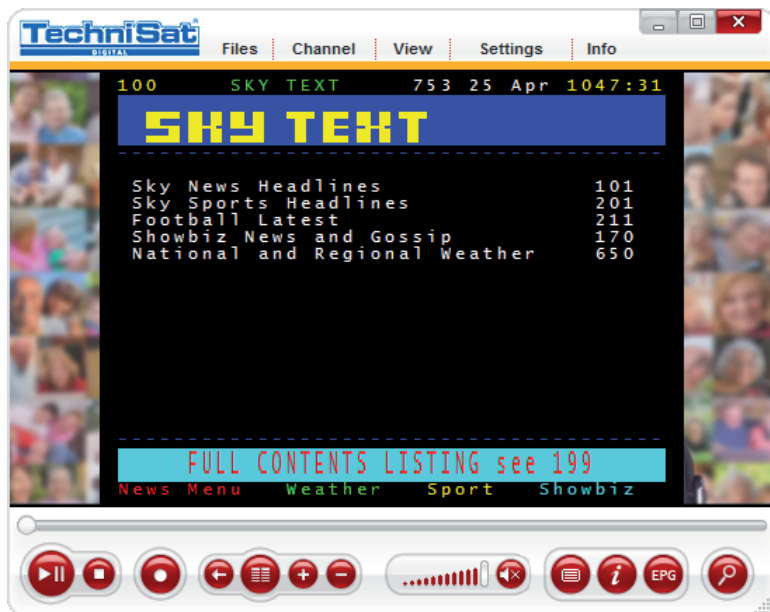 TechniSat
DIGITAL
Files Channel View Settings Info
100 SKY TEXT 753 25 Apr 1047:31
SKY TEXT
Sky News Headlines 101
Sky Sports Headlines 201
Football Latest 211
Showbiz News and Gossip 170
National and Regional Weather 650
FULL CONTENTS LISTING see 199
News Menu Weather Sport Showbiz
i EPG